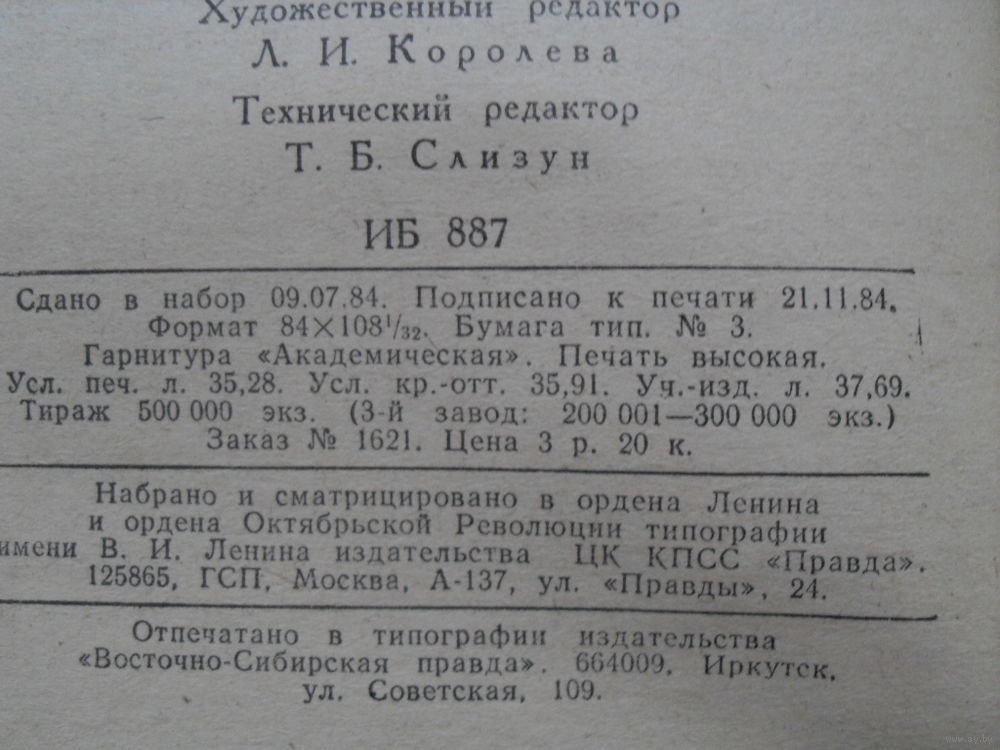 Художественный редактор
Л. И. Королева
Технический редактор
Т. Б. Слизун
ИБ 887
Сдано в набор 09.07.84. Подписано к печати 21.11.84.
Формат 84×108¹/₃₂. Бумага тип. № 3.
Гарнитура «Академическая». Печать высокая.
Усл. печ. л. 35,28. Усл. кр.-отт. 35,91. Уч.-изд. л. 37,69.
Тираж 500 000 экз. (3-й завод: 200 001—300 000 экз.)
Заказ № 1621. Цена 3 р. 20 к.
Набрано и сматрицировано в ордена Ленина
и ордена Октябрьской Революции типографии
имени В. И. Ленина издательства ЦК КПСС «Правда».
125865, ГСП, Москва, А-137, ул. «Правды», 24.
Отпечатано в типографии издательства
«Восточно-Сибирская правда». 664009, Иркутск,
ул. Советская, 109.
www.ay.by